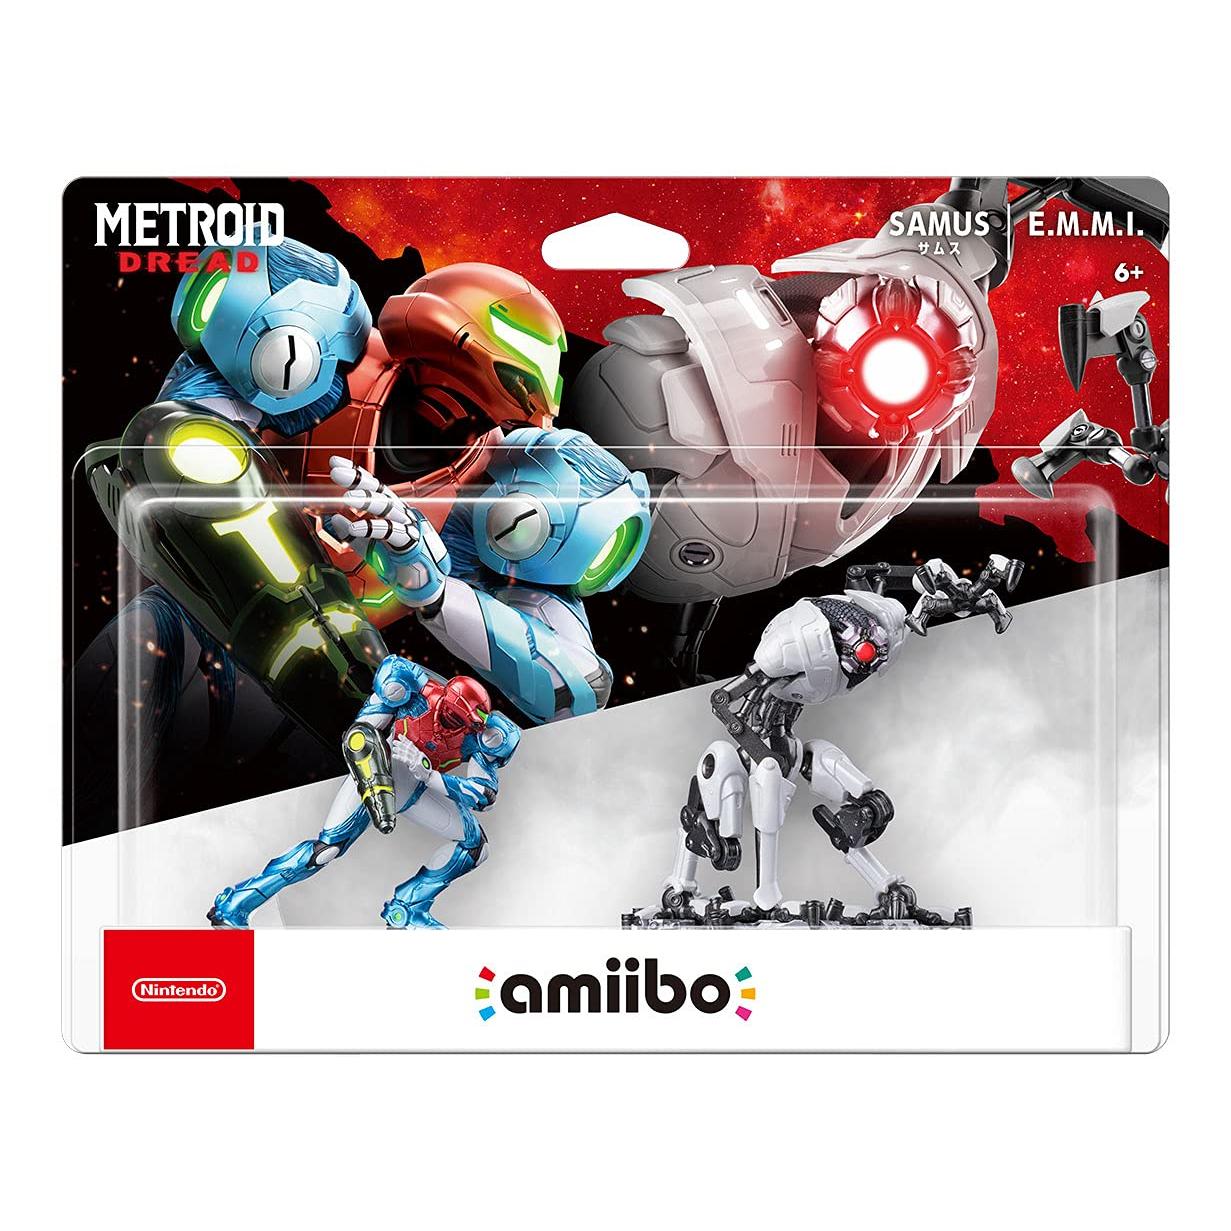 METROID
DREAD
SAMUS | E.M.M.I.
サムス
6+
Nintendo
amiibo